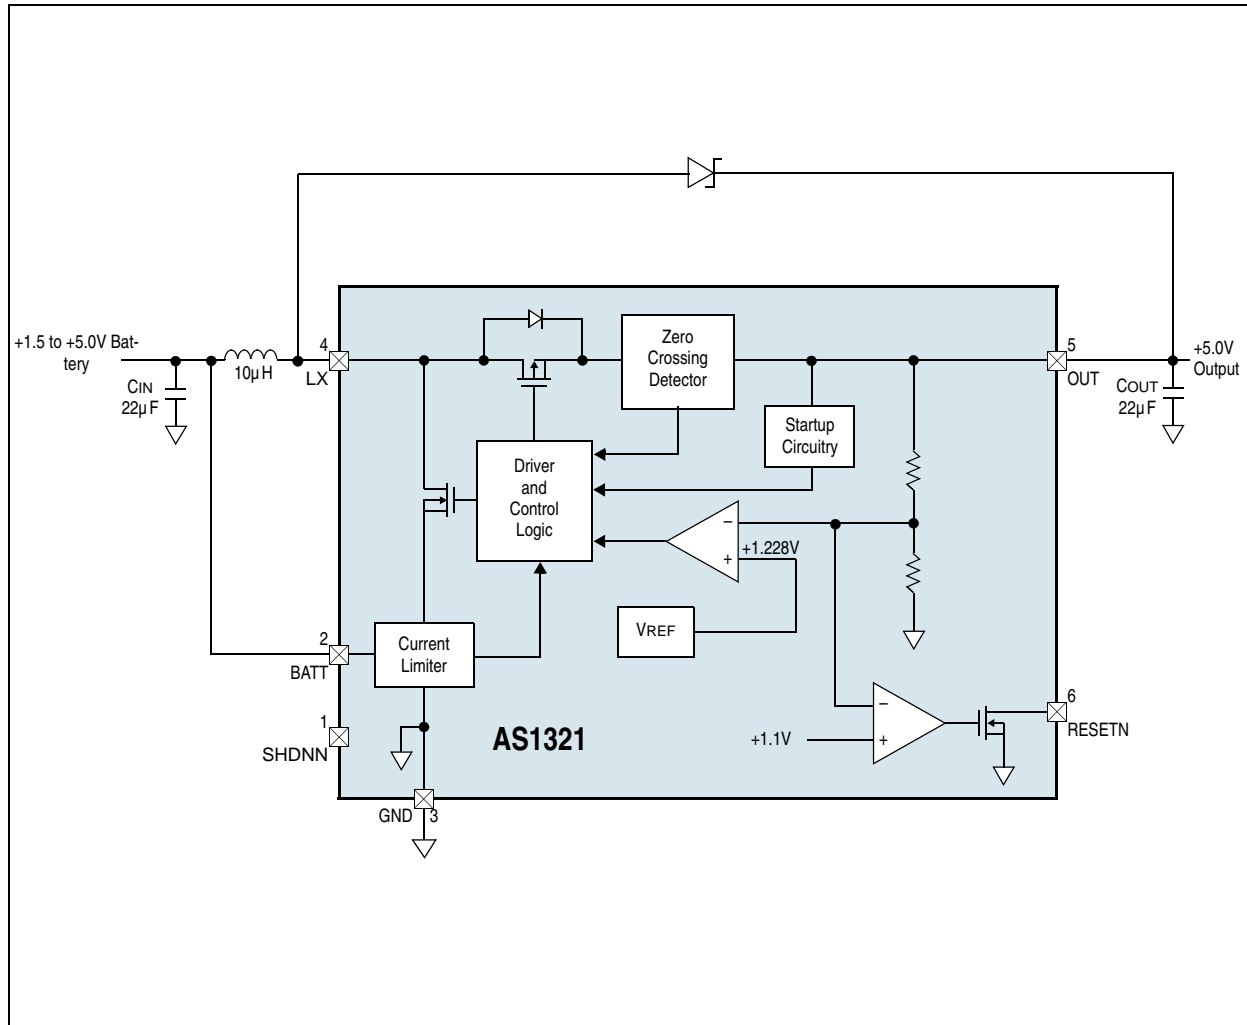 +1.5 to +5.0V Bat-
tery
CIN
22µF
10µH
4
LX
Zero
Crossing
Detector
5
OUT
+5.0V
Output
COUT
22µF
Startup
Circuitry
Driver
and
Control
Logic
−
+
+1.228V
VREF
2
BATT
Current
Limiter
1
SHDNN
AS1321
+1.1V
−
+
6
RESETN
GND
3